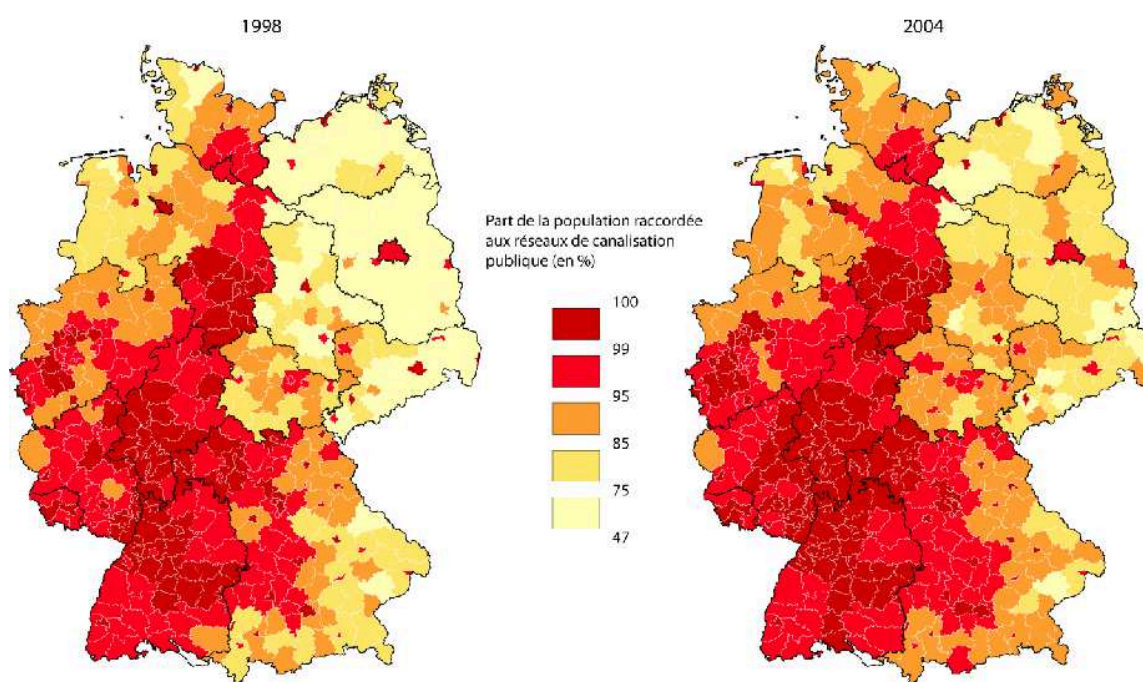 1998
2004
Part de la population raccordée
aux réseaux de canalisation
publique (en %)
100
99
95
85
75
47